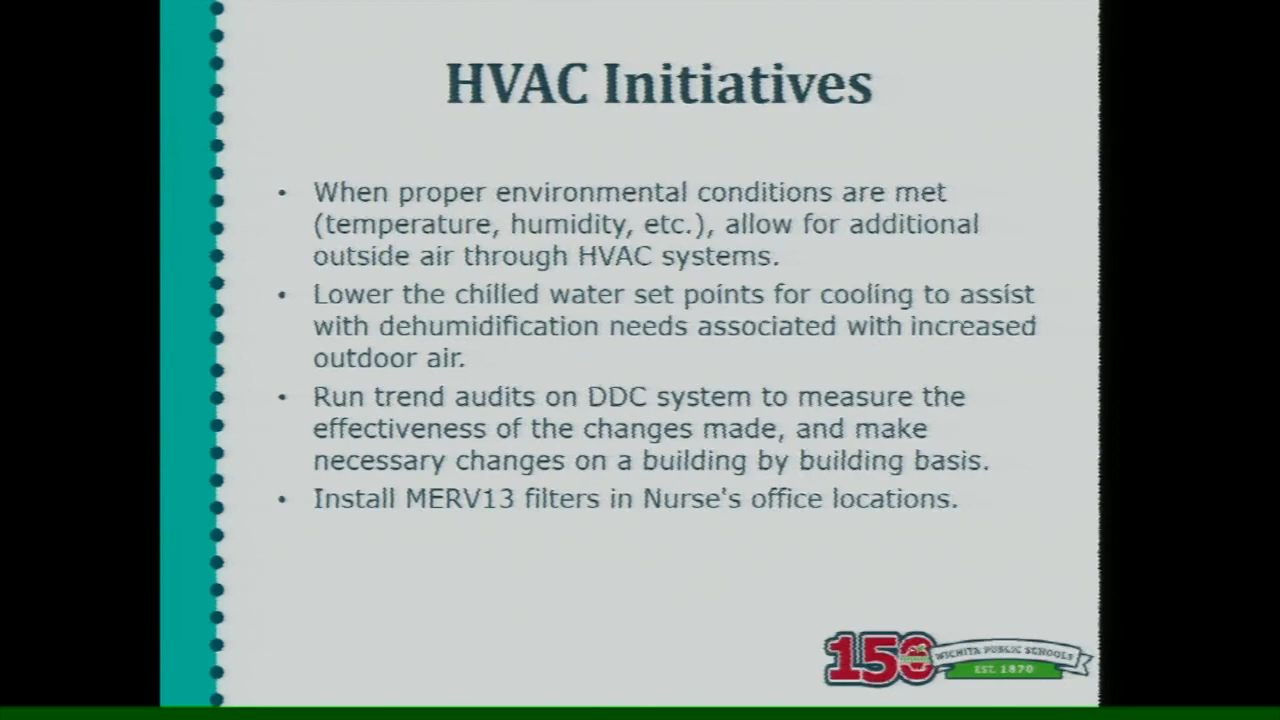 HVAC Initiatives
• When proper environmental conditions are met
(temperature, humidity, etc.), allow for additional
outside air through HVAC systems.
• Lower the chilled water set points for cooling to assist
with dehumidification needs associated with increased
outdoor air.
• Run trend audits on DDC system to measure the
effectiveness of the changes made, and make
necessary changes on a building by building basis.
• Install MERV13 filters in Nurse's office locations.
150 WICHITA PUBLIC SCHOOLS
EST. 1870